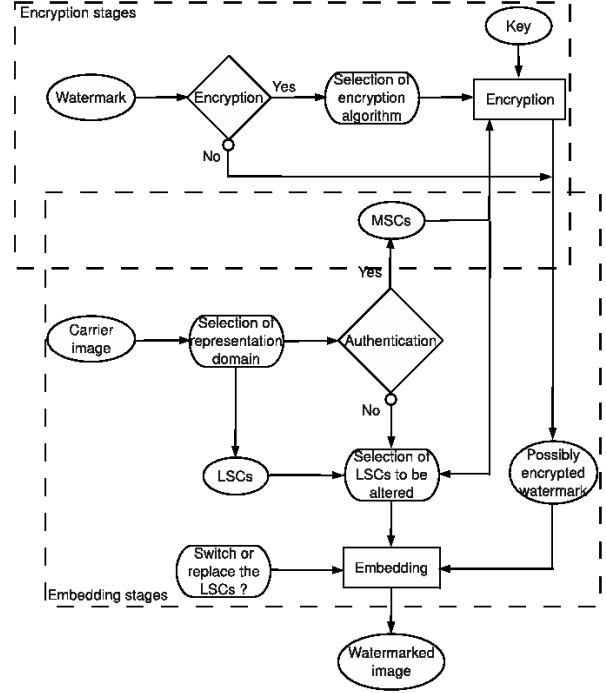 Encryption stages
Key
Watermark
Encryption
Yes
Selection of
encryption
algorithm
Encryption
No
MSCs
Yes
Carrier
image
Selection of
representation
domain
Authentication
No
LSCs
Selection of
LSCs to be
altered
Possibly
encrypted
watermark
Switch or
replace the
LSCs ?
Embedding
Embedding stages
Watermarked
image